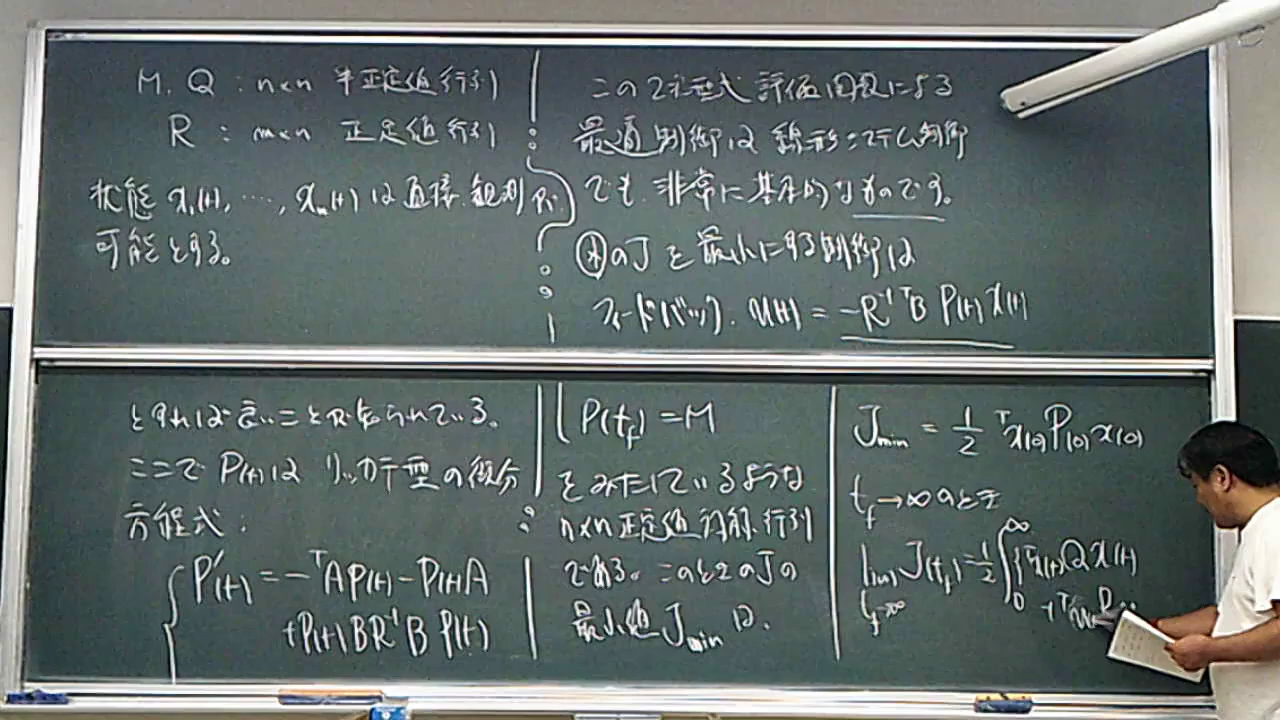 M, Q : n×n 半正定値行列
R : m×n 正定値行列
状態 x₁(t), …, xₙ(t) は直接観測
可能とする。
この2次形式評価関数による
最適制御は線形システム制御
でも、非常に基本的なものです。
のJを最小にする制御は
フィードバック. u(t) = -R⁻¹ ᵀB P(t) x(t)
とすれば良いことが知られている。
ここで P(t)は リッカチ型の微分
方程式:
P'(t) = -ᵀA P(t) - P(t) A
+ P(t) B R⁻¹ B P(t)
P(t_f) = M
をみたしているような
n×n 正定値対称行列
である。このときのJの
最小値 J_min は、
J_min = 1/2 ᵀx(0) P(0) x(0)
t_f → ∞ のとき
lim_{t_f→∞} J(t_f) = 1/2 ∫₀^∞ { ᵀx(t) Q x(t)
+ ᵀu(t) R